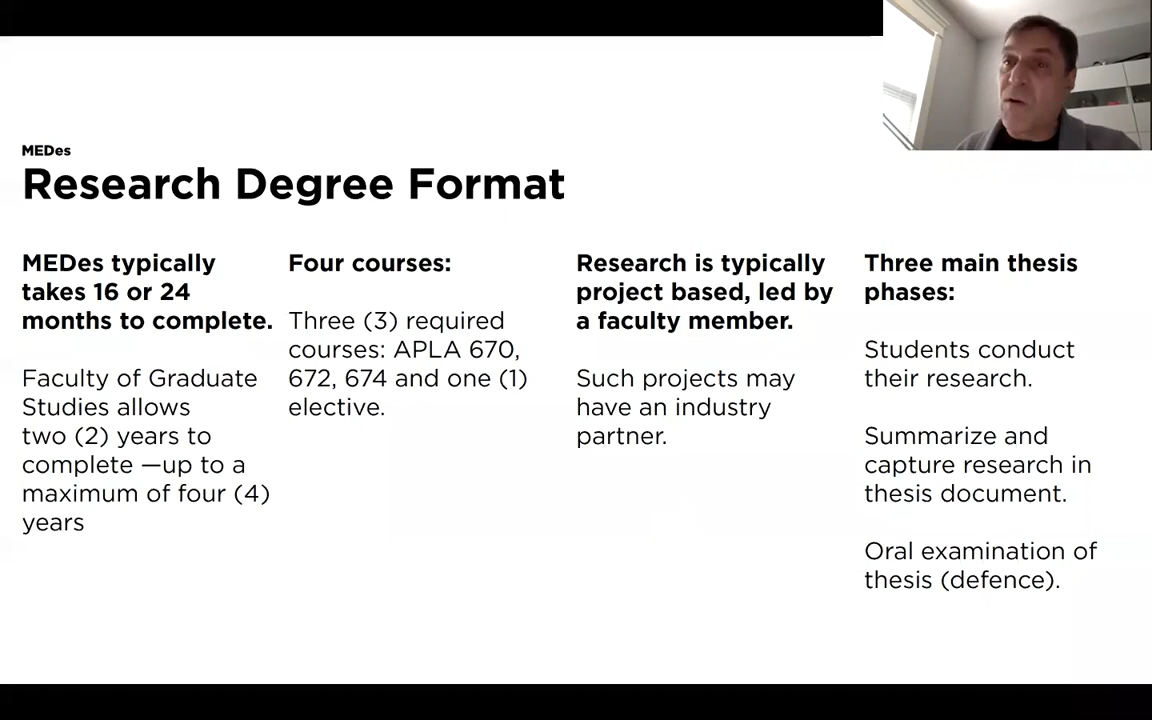 MEDes
Research Degree Format
MEDes typically
takes 16 or 24
months to complete.
Faculty of Graduate
Studies allows
two (2) years to
complete —up to a
maximum of four (4)
years
Four courses:
Three (3) required
courses: APLA 670,
672, 674 and one (1)
elective.
Research is typically
project based, led by
a faculty member.
Such projects may
have an industry
partner.
Three main thesis
phases:
Students conduct
their research.
Summarize and
capture research in
thesis document.
Oral examination of
thesis (defence).